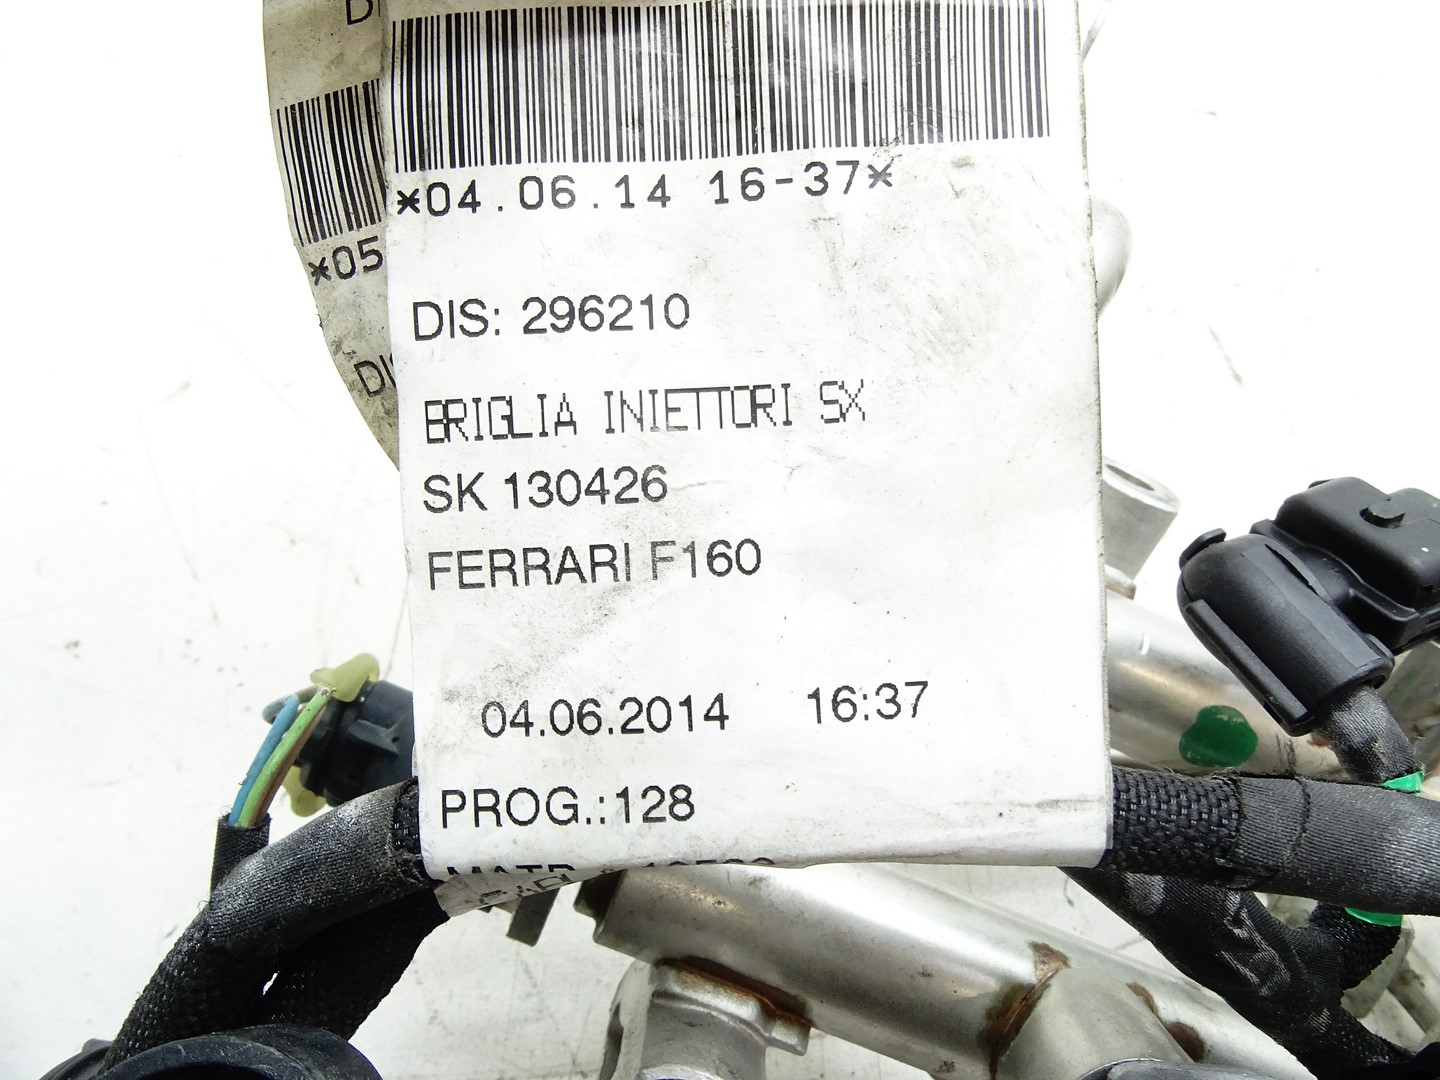 *04.06.14 16-37*
*05
DIS: 296210
BRIGLIA INIETTORI SX
SK 130426
FERRARI F160
04.06.2014 16:37
PROG.:128